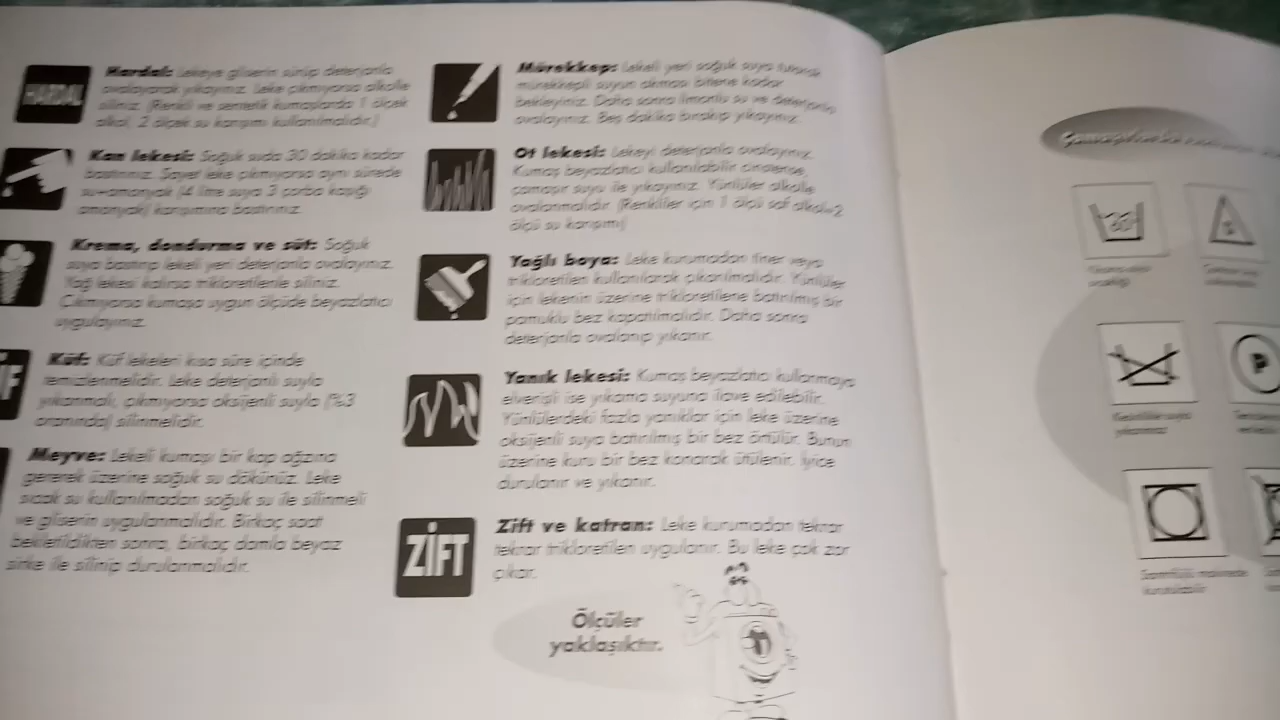 HARDAL
Hardal: Lekeye gliserin sürüp deterjanla
ovalayarak yıkayınız. Leke çıkmıyorsa alkolle
siliniz. (Renkli ve sentetik kumaşlarda 1 ölçek
alkol, 2 ölçek su karışımı kullanılmalıdır.)
Kan lekesi: Soğuk suda 30 dakika kadar
bastırınız. Şayet leke çıkmıyorsa aynı sürede
su+amonyak (4 litre suya 3 çorba kaşığı
amonyak) karışımına bastırınız.
Krema, dondurma ve süt: Soğuk
suya bastırıp lekeli yeri deterjanla ovalayınız.
Yağ lekesi kalırsa trikloretilenle siliniz.
Çıkmıyorsa kumaşa uygun ölçüde beyazlatıcı
uygulayınız.
Küf: Küf lekeleri kısa süre içinde
temizlenmelidir. Leke deterjanlı suyla
yıkanmalı, çıkmıyorsa oksijenli suyla (%3
oranında) silinmelidir.
Meyve: Lekeli kumaşı bir kap ağzına
gererek üzerine soğuk su dökünüz. Leke
sıcak su kullanılmadan soğuk su ile silinmeli
ve gliserin uygulanmalıdır. Birkaç saat
bekletildikten sonra, birkaç damla beyaz
sirke ile silinip durulanmalıdır.
Mürekkep: Lekeli yeri soğuk suya tutarak
mürekkepli suyun akması bitene kadar
bekleyiniz. Daha sonra limonlu su ve deterjanla
ovalayınız. Beş dakika bırakıp yıkayınız.
Ot lekesi: Lekeyi deterjanla ovalayınız.
Kumaş beyazlatıcı kullanılabilir cinstense,
çamaşır suyu ile yıkayınız. Yünlüler alkolle
ovalanmalıdır. (Renkliler için 1 ölçü saf alkol+2
ölçü su karışımı)
Yağlı boya: Leke kurumadan tiner veya
trikloretilen kullanılarak çıkarılmalıdır. Yünlüler
için lekenin üzerine trikloretilene batırılmış bir
pamuklu bez kapatılmalıdır. Daha sonra
deterjanla ovalanıp yıkanır.
Yanık lekesi: Kumaş beyazlatıcı kullanmaya
elverişli ise yıkama suyuna ilave edilebilir.
Yünlülerdeki fazla yanıklar için leke üzerine
oksijenli suya batırılmış bir bez örtülür. Bunun
üzerine kuru bir bez konarak ütülenir. İyice
durulanır ve yıkanır.
ZİFT
Zift ve katran: Leke kurumadan tekrar
tekrar trikloretilen uygulanır. Bu leke çok zor
çıkar.
Ölçüler
yaklaşıktır.
P